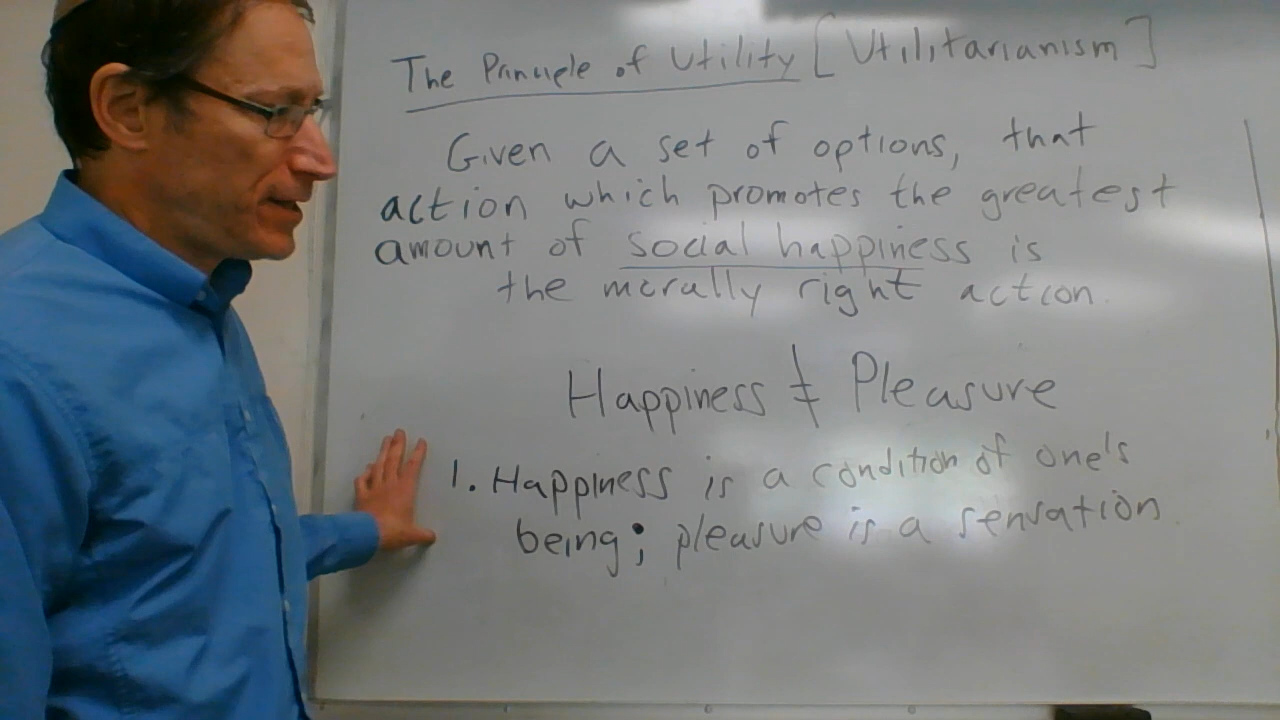 The Principle of Utility [Utilitarianism]
Given a set of options, that
action which promotes the greatest
amount of social happiness is
the morally right action.
Happiness ≠ Pleasure
1. Happiness is a condition of one's
being; pleasure is a sensation.